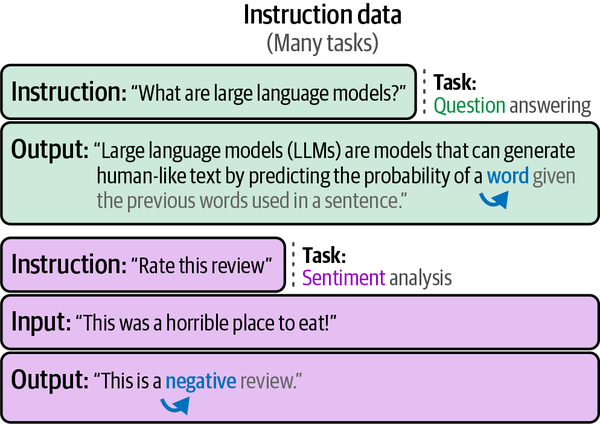 Instruction data
(Many tasks)
Instruction: “What are large language models?”
Task:
Question answering
Output: “Large language models (LLMs) are models that can generate
human-like text by predicting the probability of a word given
the previous words used in a sentence.”
Instruction: “Rate this review”
Task:
Sentiment analysis
Input: “This was a horrible place to eat!”
Output: “This is a negative review.”